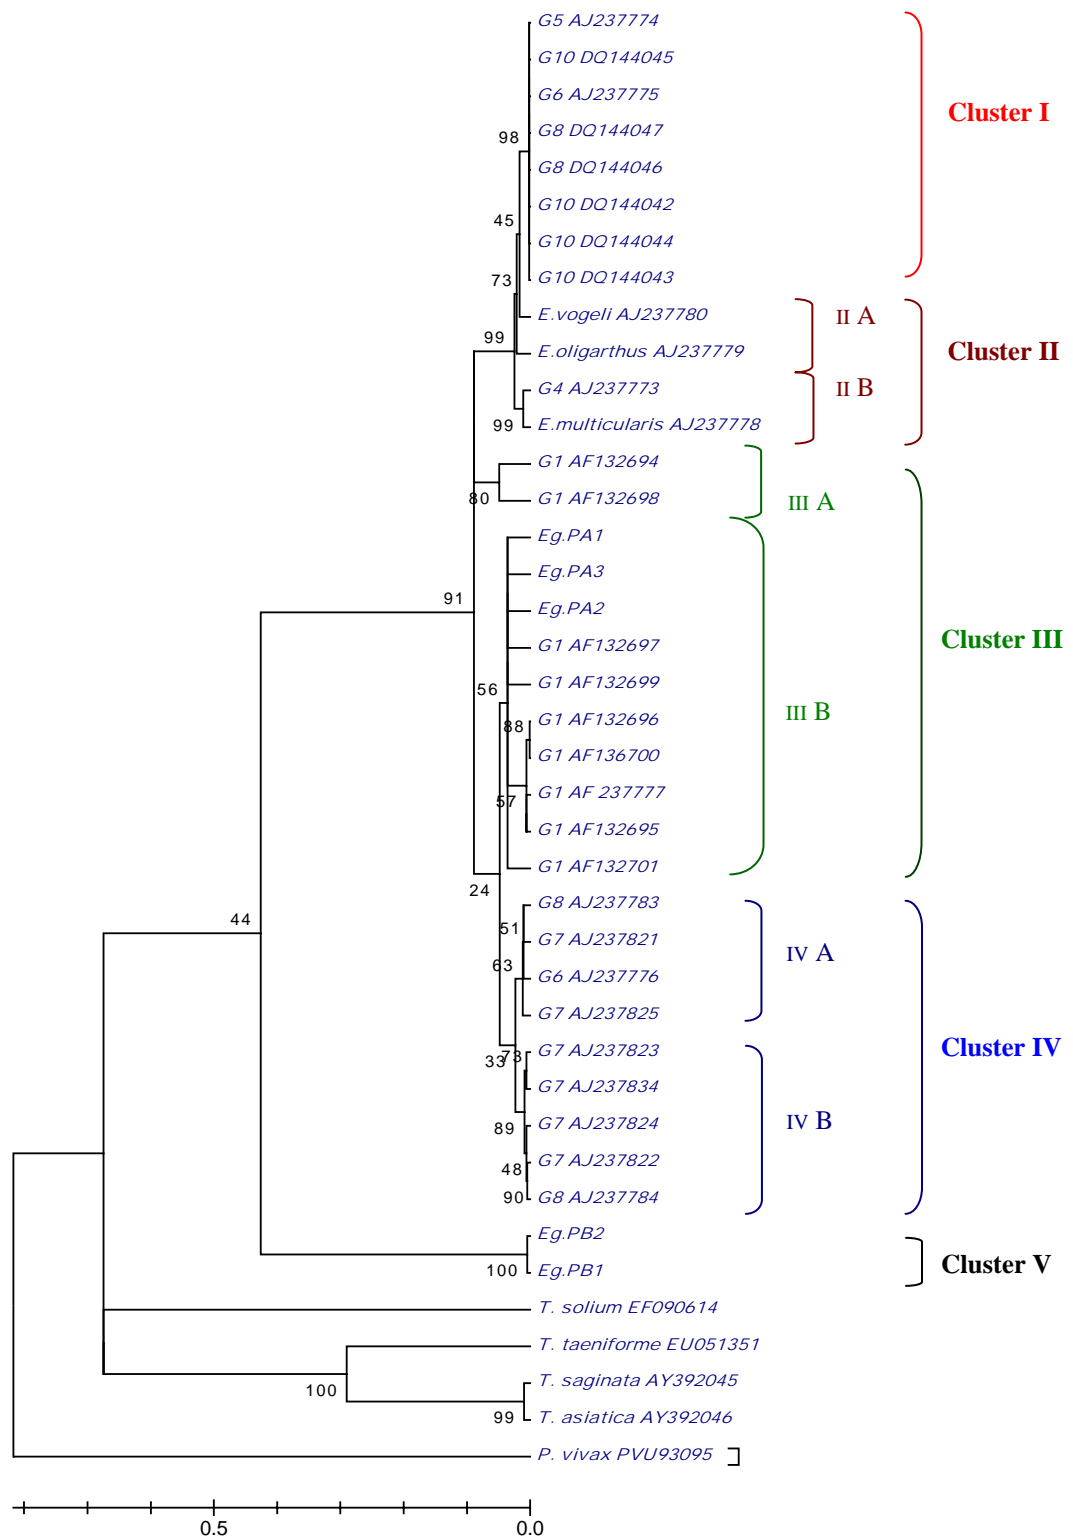 G5 AJ237774
G10 DQ144045
G6 AJ237775
Cluster I
G8 DQ144047
98
G8 DQ144046
G10 DQ144042
45
G10 DQ144044
73
G10 DQ144043
E.vogeli AJ237780
II A
99
E.oligarthus AJ237779
Cluster II
G4 AJ237773
II B
99
E.multicularis AJ237778
G1 AF132694
80
G1 AF132698
III A
Eg.PA1
Eg.PA3
91
Eg.PA2
G1 AF132697
Cluster III
G1 AF132699
56
G1 AF132696
III B
88
G1 AF136700
G1 AF 237777
57
G1 AF132695
G1 AF132701
24
G8 AJ237783
44
51
G7 AJ237821
IV A
63
G6 AJ237776
G7 AJ237825
G7 AJ237823
Cluster IV
33
73
G7 AJ237834
G7 AJ237824
IV B
89
G7 AJ237822
48
90
G8 AJ237784
Eg.PB2
Cluster V
100
Eg.PB1
T. solium EF090614
T. taeniforme EU051351
T. saginata AY392045
100
99
T. asiatica AY392046
P. vivax PVU93095
0.5
0.0